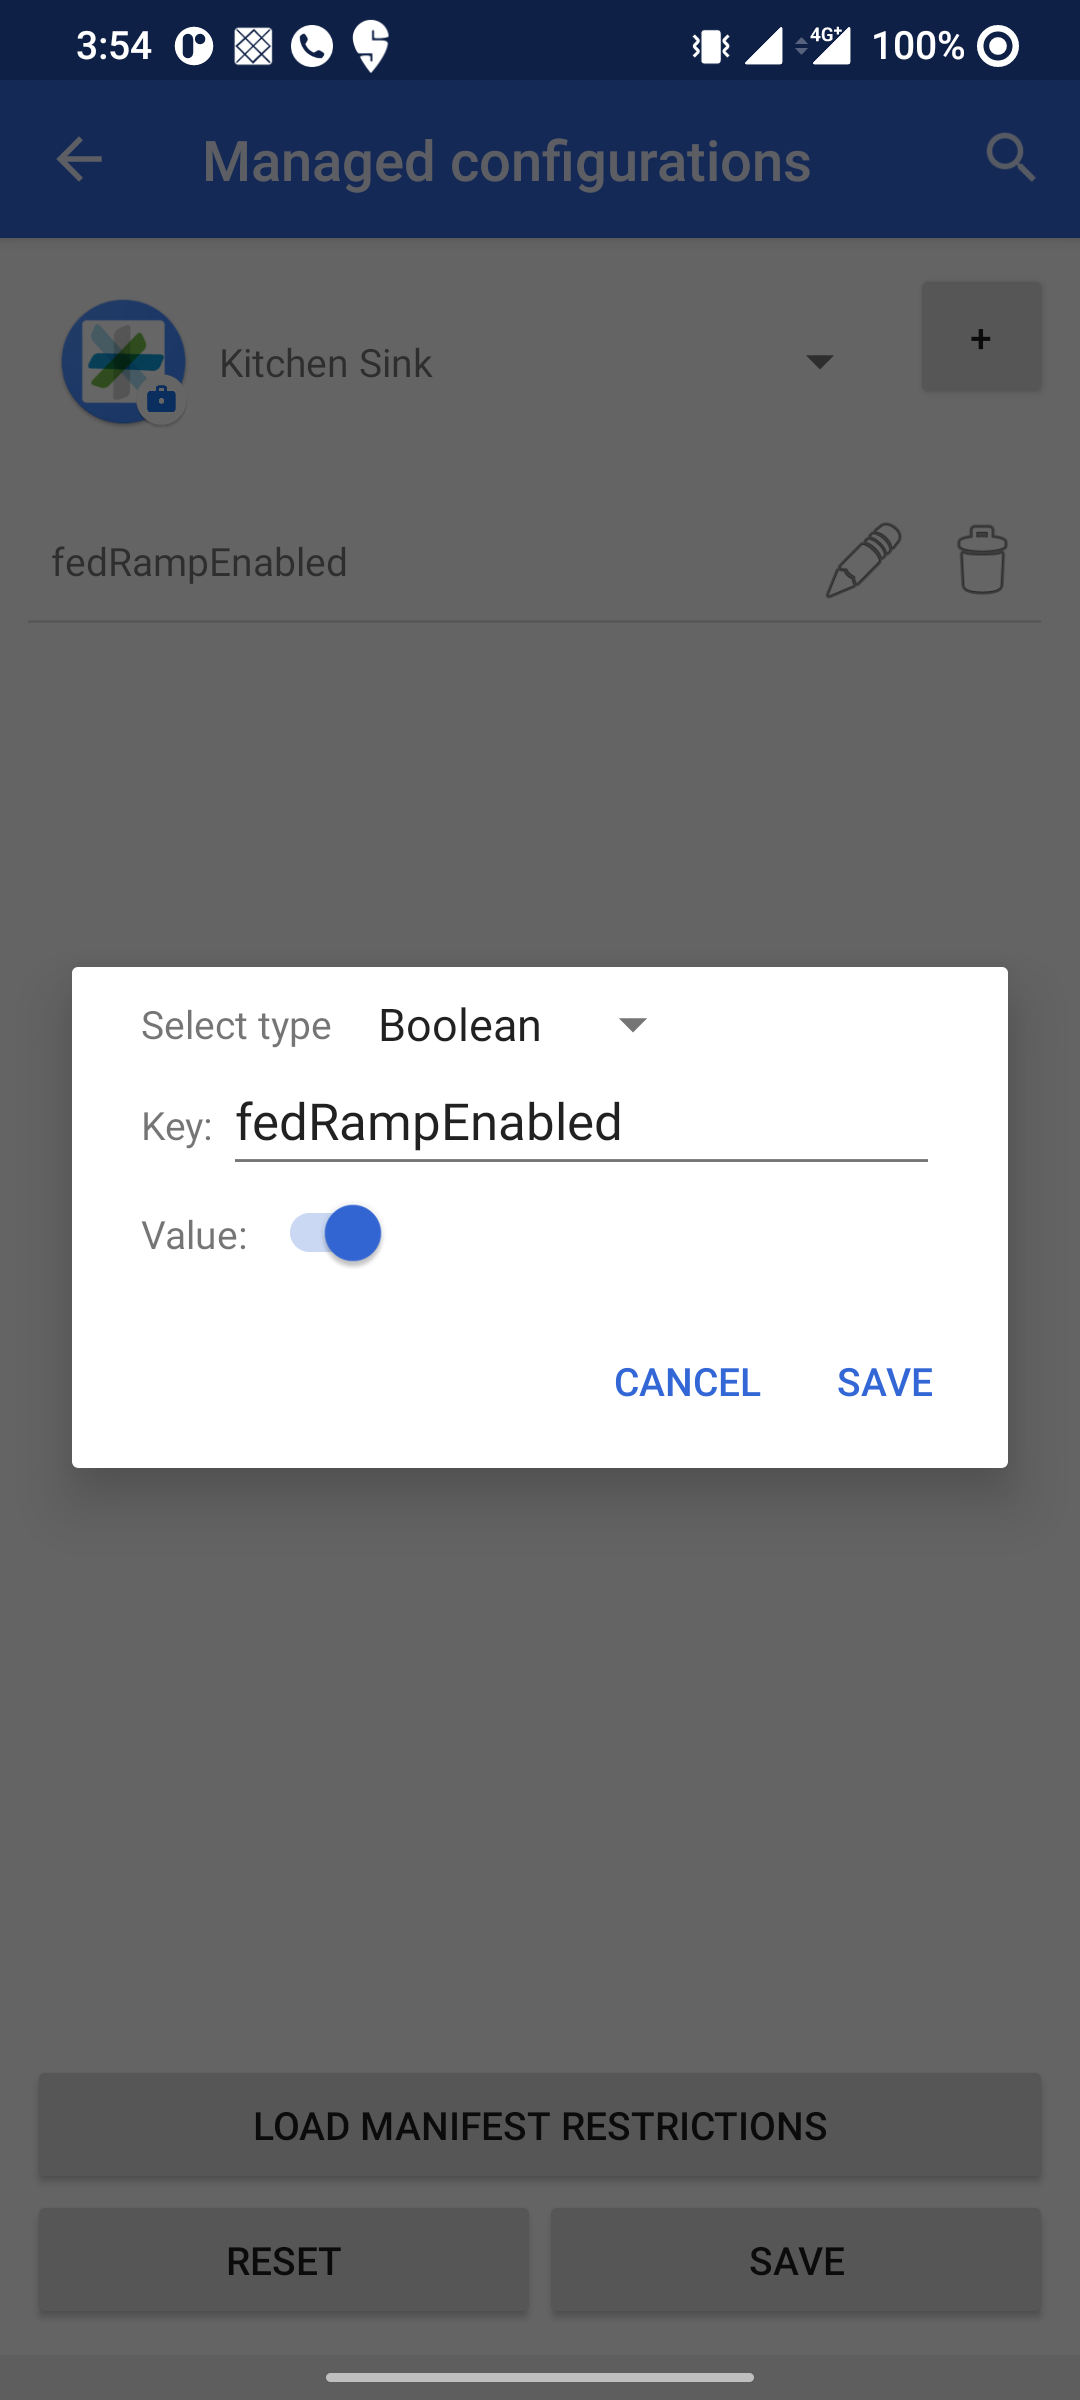 3:54
4G+ 100%
Managed configurations
Kitchen Sink
+
fedRampEnabled
Select type Boolean
Key: fedRampEnabled
Value:
CANCEL SAVE
LOAD MANIFEST RESTRICTIONS
RESET SAVE